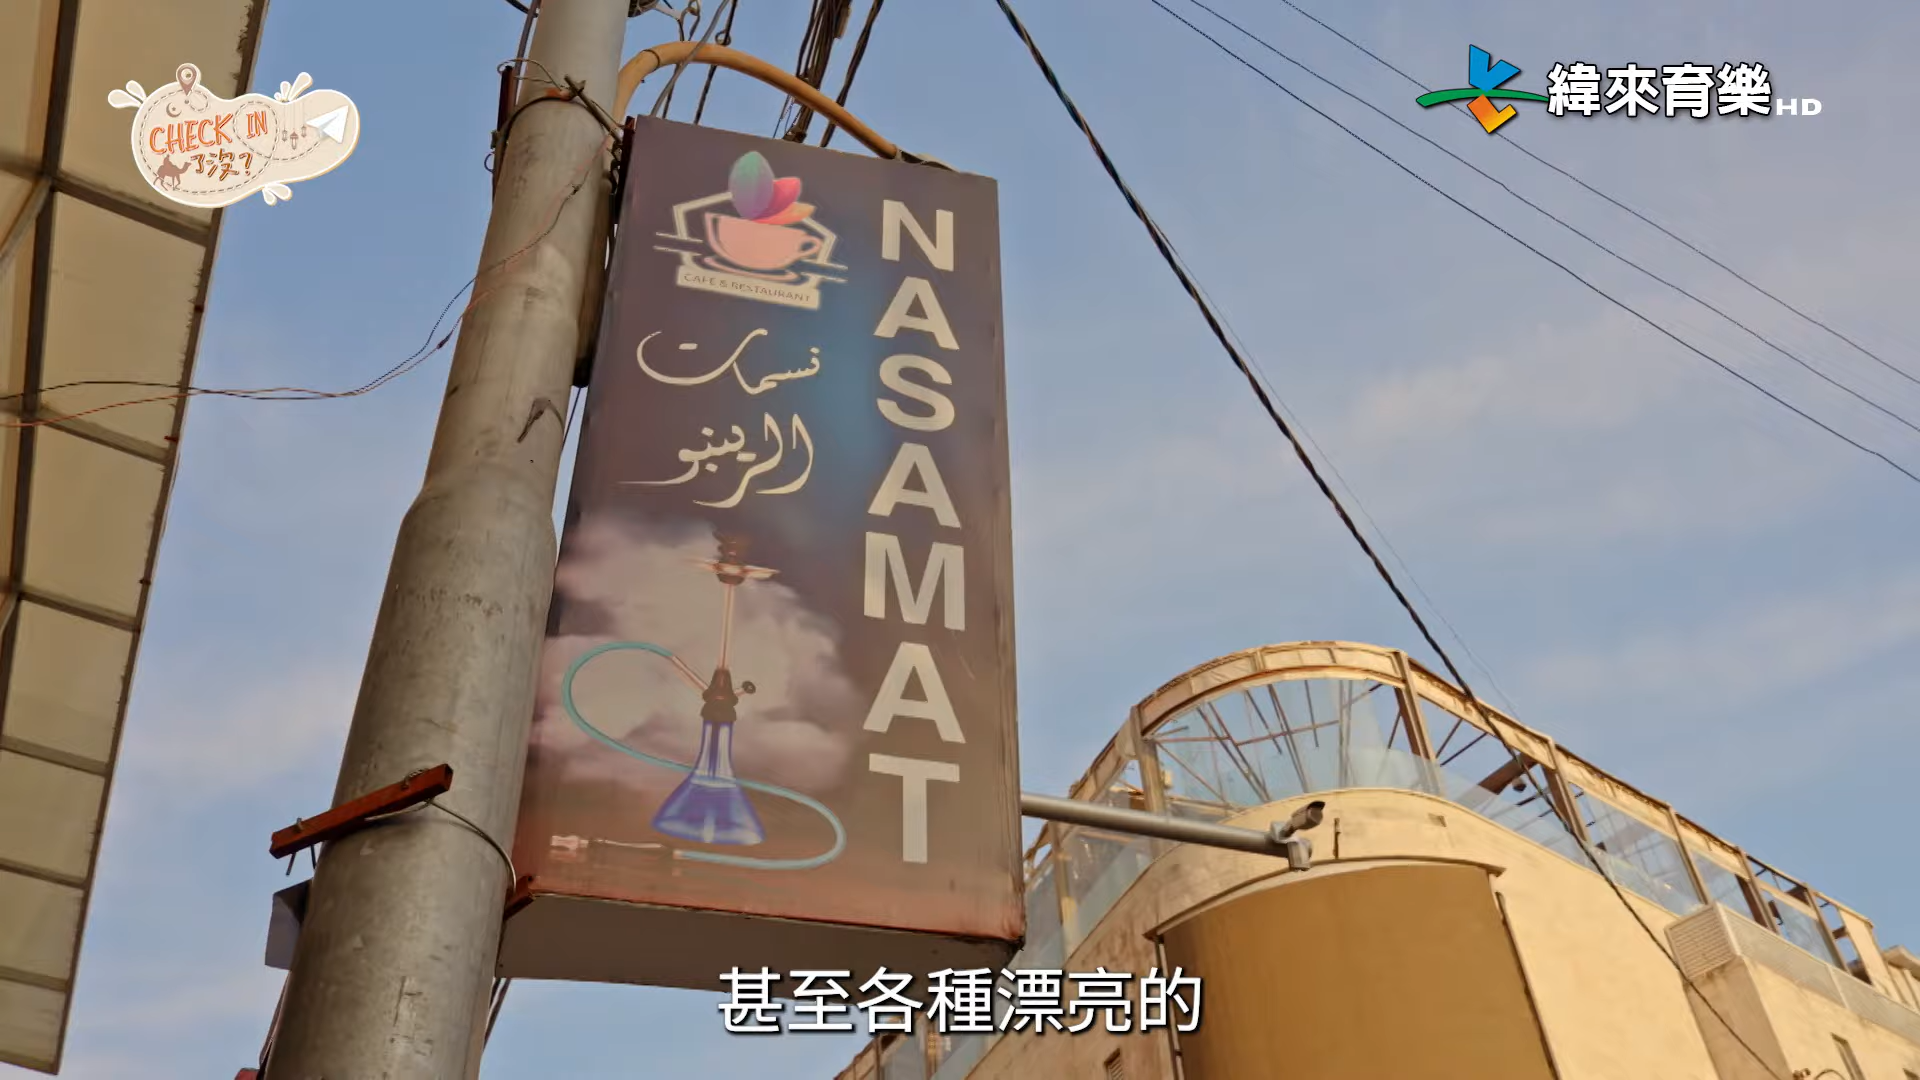 CHECK IN
了沒?
緯來育樂 HD
CAFE & RESTAURANT
نسمات
الرينبو
NASAMAT
甚至各種漂亮的